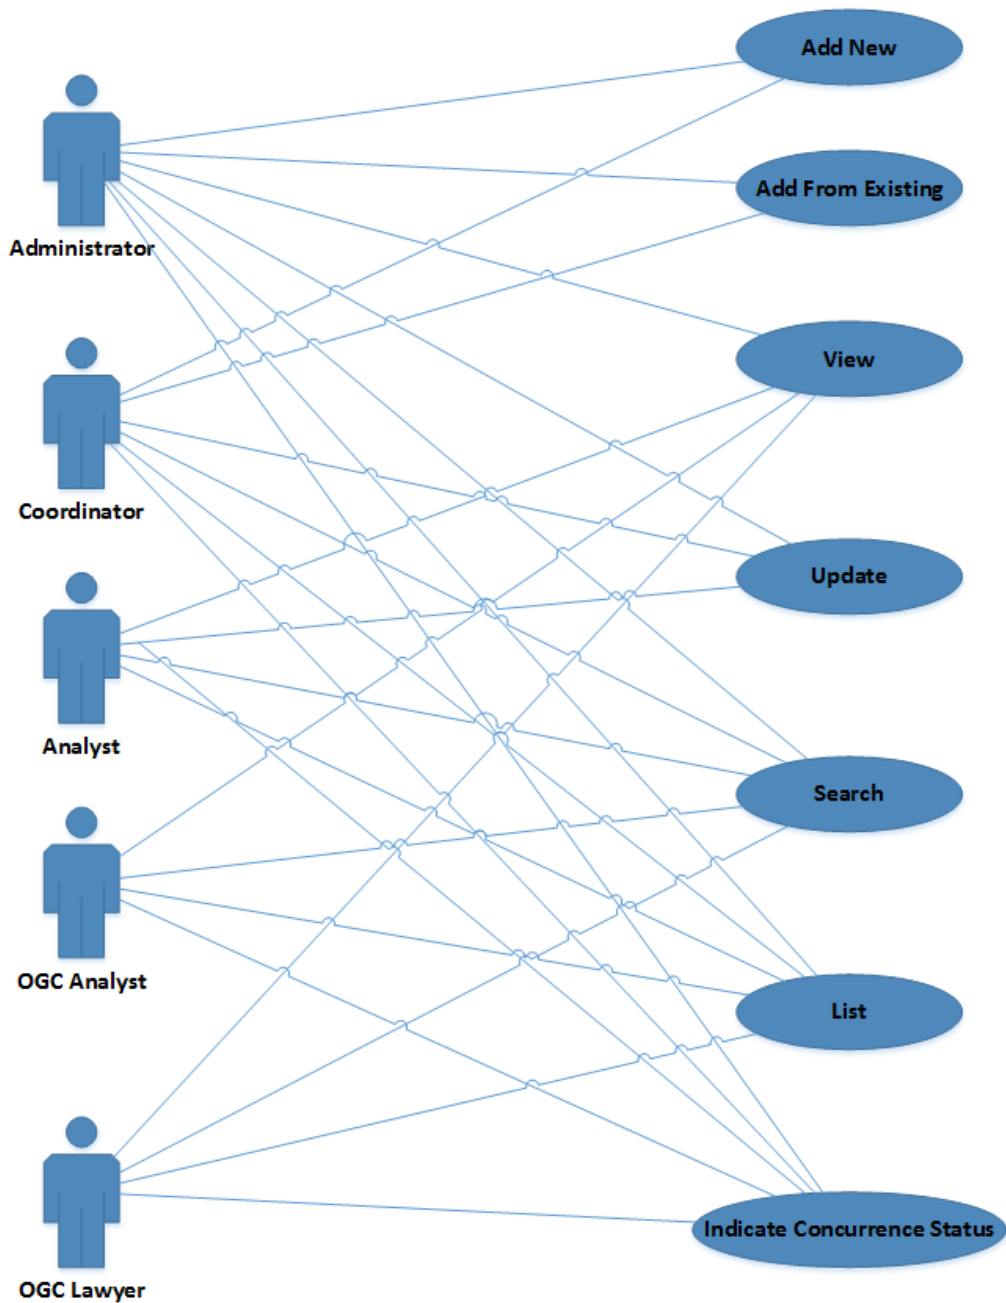 Add New
Add From Existing
Administrator
View
Coordinator
Update
Analyst
Search
OGC Analyst
List
Indicate Concurrence Status
OGC Lawyer